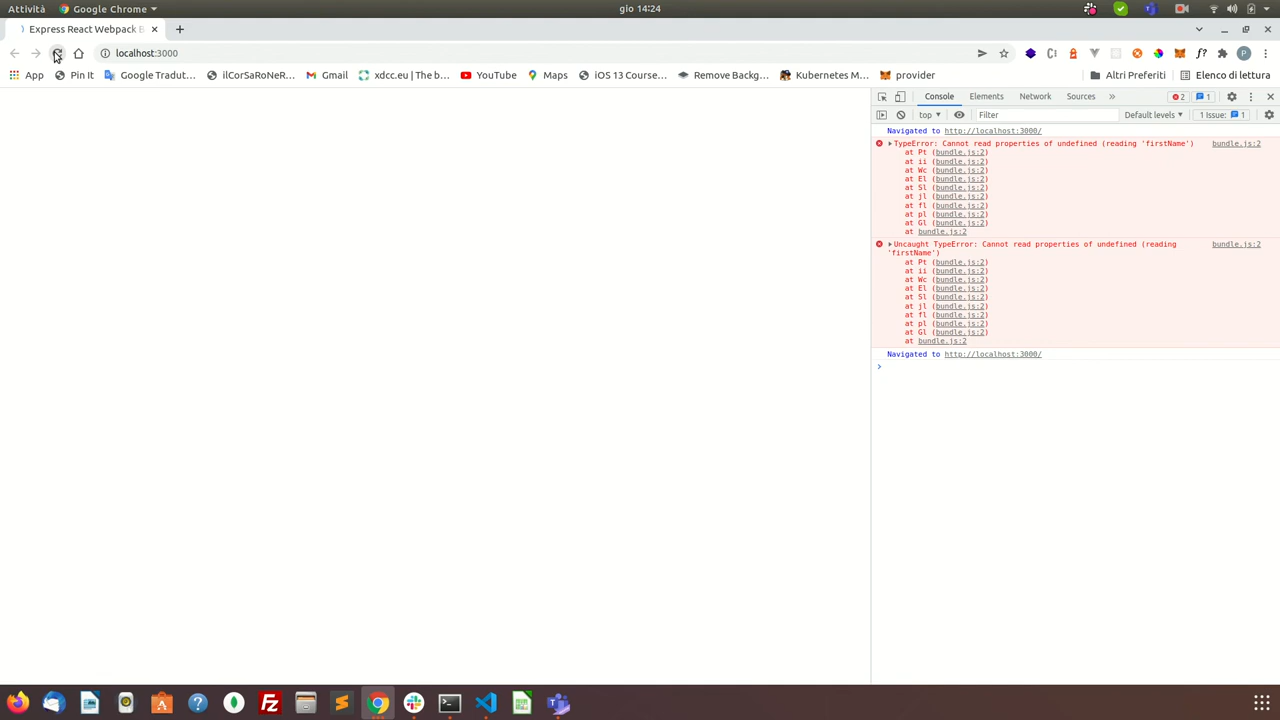 Attività
Google Chrome
gio 14:24
Express React Webpack B
localhost:3000
App
Pin It
Google Tradut...
ilCorSaRoNeR...
Gmail
xdcc.eu | The b...
YouTube
Maps
iOS 13 Course...
Remove Backg...
Kubernetes M...
provider
Altri Preferiti
Elenco di lettura
Console
Elements
Network
Sources
2
1
top
Filter
Default levels
1 Issue: 1
Navigated to http://localhost:3000/
TypeError: Cannot read properties of undefined (reading 'firstName') bundle.js:2
at Pt (bundle.js:2)
at ii (bundle.js:2)
at Wc (bundle.js:2)
at El (bundle.js:2)
at Sl (bundle.js:2)
at jl (bundle.js:2)
at fl (bundle.js:2)
at pl (bundle.js:2)
at Gl (bundle.js:2)
at bundle.js:2
Uncaught TypeError: Cannot read properties of undefined (reading bundle.js:2
'firstName')
at Pt (bundle.js:2)
at ii (bundle.js:2)
at Wc (bundle.js:2)
at El (bundle.js:2)
at Sl (bundle.js:2)
at jl (bundle.js:2)
at fl (bundle.js:2)
at pl (bundle.js:2)
at Gl (bundle.js:2)
at bundle.js:2
Navigated to http://localhost:3000/